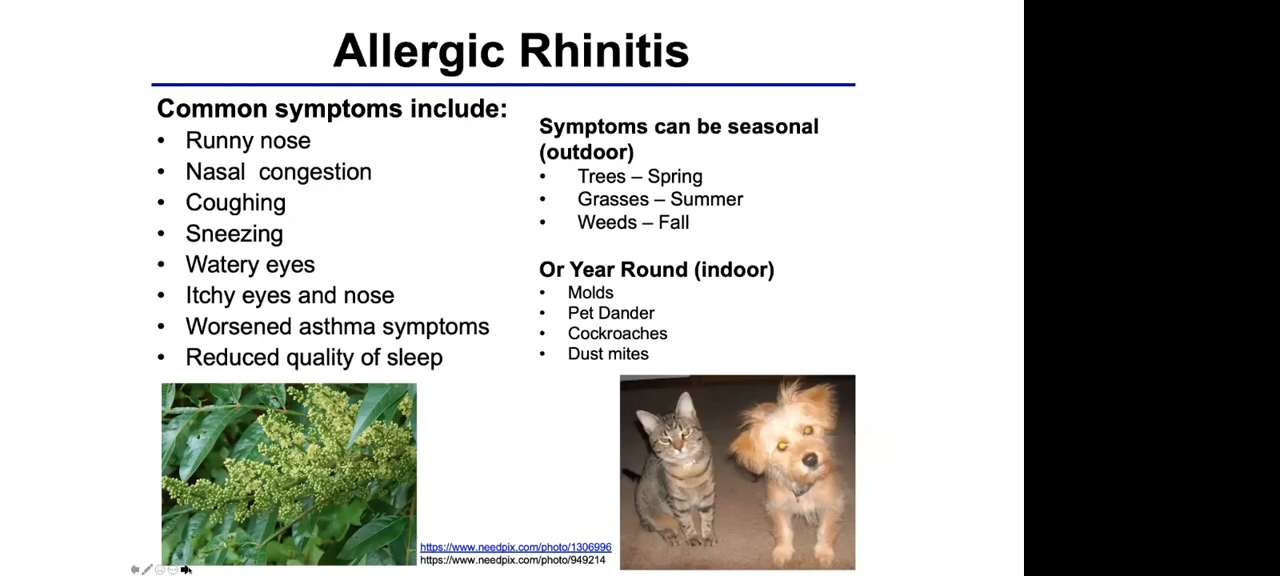 Allergic Rhinitis
Common symptoms include:
• Runny nose
• Nasal  congestion
• Coughing
• Sneezing
• Watery eyes
• Itchy eyes and nose
• Worsened asthma symptoms
• Reduced quality of sleep
Symptoms can be seasonal
(outdoor)
• Trees – Spring
• Grasses – Summer
• Weeds – Fall
Or Year Round (indoor)
• Molds
• Pet Dander
• Cockroaches
• Dust mites
https://www.needpix.com/photo/1306996
https://www.needpix.com/photo/949214